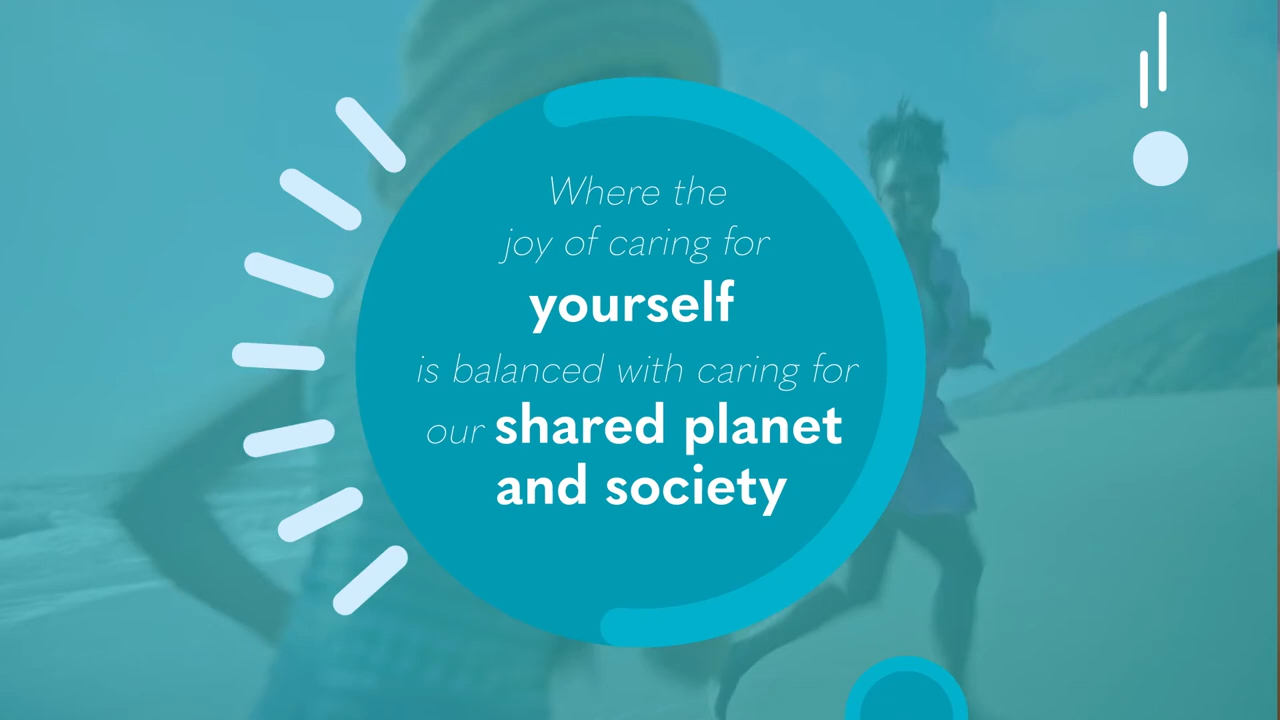 Where the
joy of caring for
yourself
is balanced with caring for
our shared planet
and society